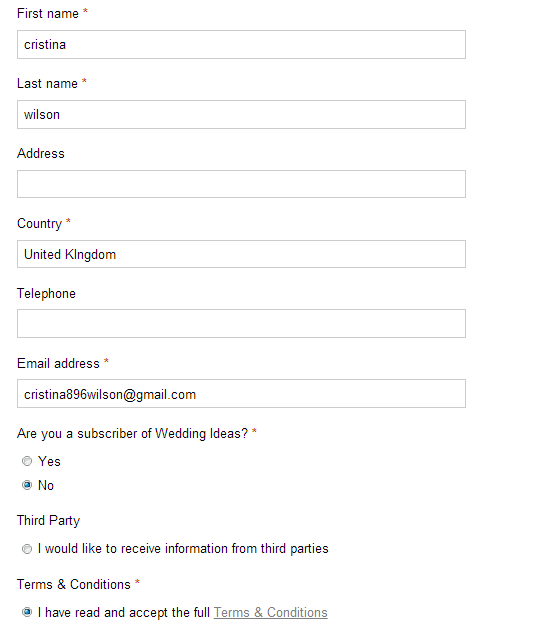 First name *
cristina
Last name *
wilson
Address
Country *
United KIngdom
Telephone
Email address *
cristina896wilson@gmail.com
Are you a subscriber of Wedding Ideas? *
Yes
No
Third Party
I would like to receive information from third parties
Terms & Conditions *
I have read and accept the full Terms & Conditions